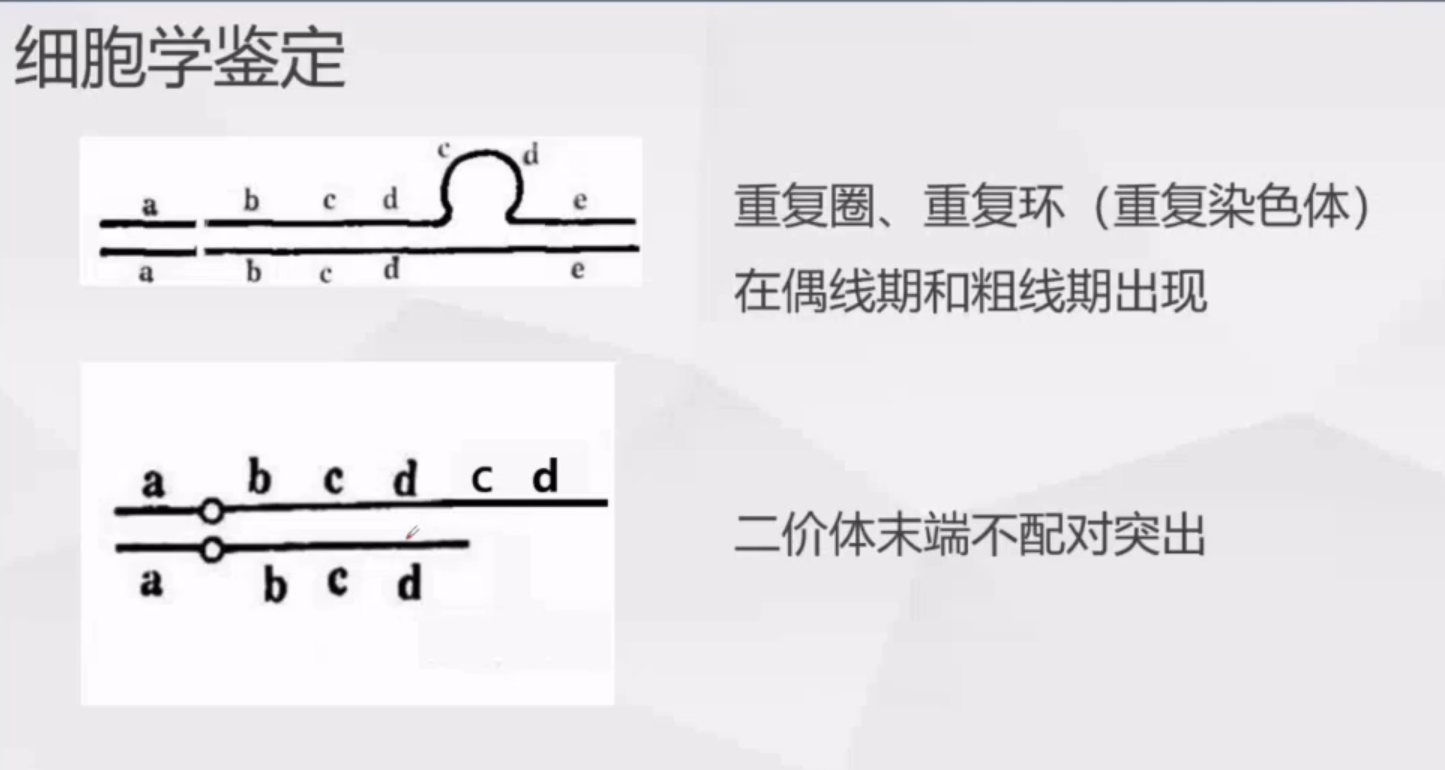 细胞学鉴定
c d
a b c d e
a b c d e
重复圈、重复环（重复染色体）
在偶线期和粗线期出现
a b c d c d
a b c d
二价体末端不配对突出